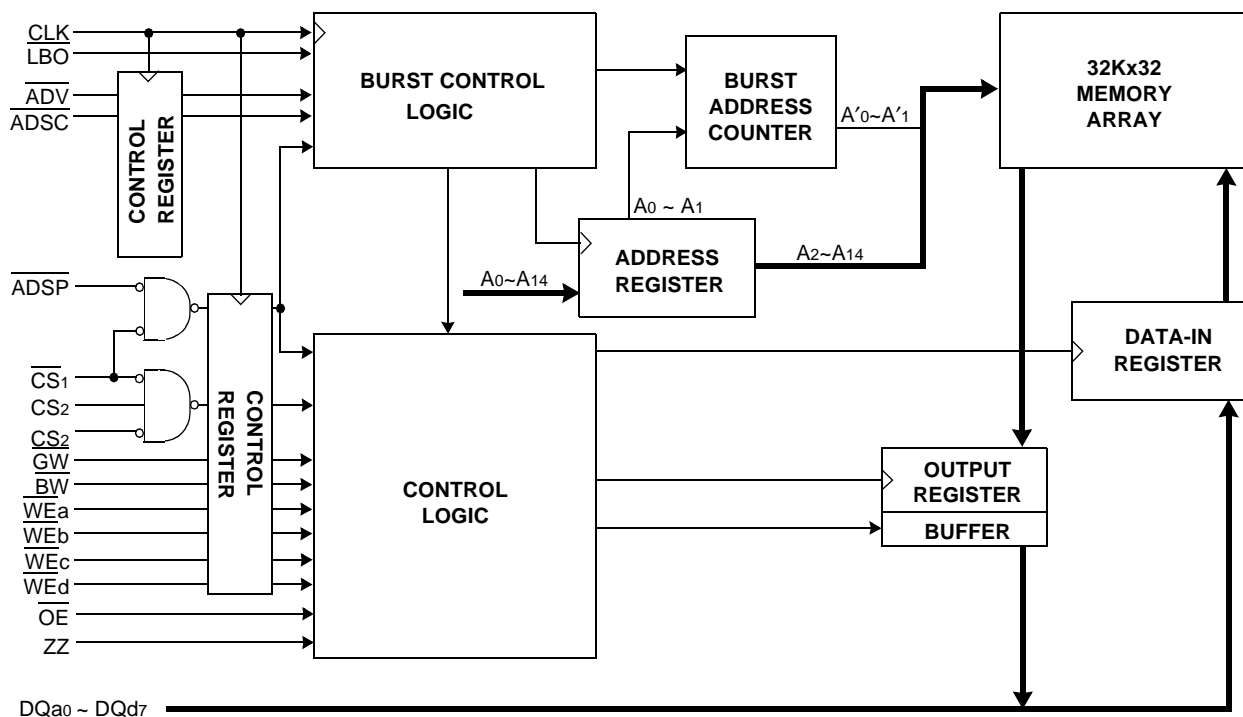 CLK
LBO
ADV
ADSC
CONTROL
REGISTER
BURST CONTROL
LOGIC
BURST
ADDRESS
COUNTER
A′0~A′1
32Kx32
MEMORY
ARRAY
A0 ~ A1
A0~A14
ADDRESS
REGISTER
A2~A14
ADSP
CS1
CS2
CS2
GW
BW
WEa
WEb
WEc
WEd
OE
ZZ
CONTROL
REGISTER
CONTROL
LOGIC
DATA-IN
REGISTER
OUTPUT
REGISTER
BUFFER
DQa0 ~ DQd7